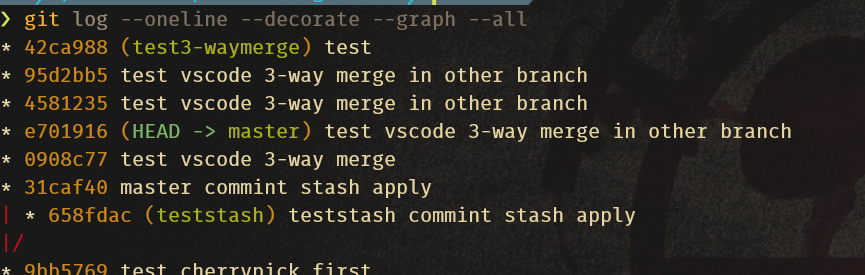 ❯ git log --oneline --decorate --graph --all
* 42ca988 (test3-waymerge) test
* 95d2bb5 test vscode 3-way merge in other branch
* 4581235 test vscode 3-way merge in other branch
* e701916 (HEAD -> master) test vscode 3-way merge in other branch
* 0908c77 test vscode 3-way merge
* 31caf40 master commint stash apply
| * 658fdac (teststash) teststash commint stash apply
|/
* 9bb5769 test cherrypick first